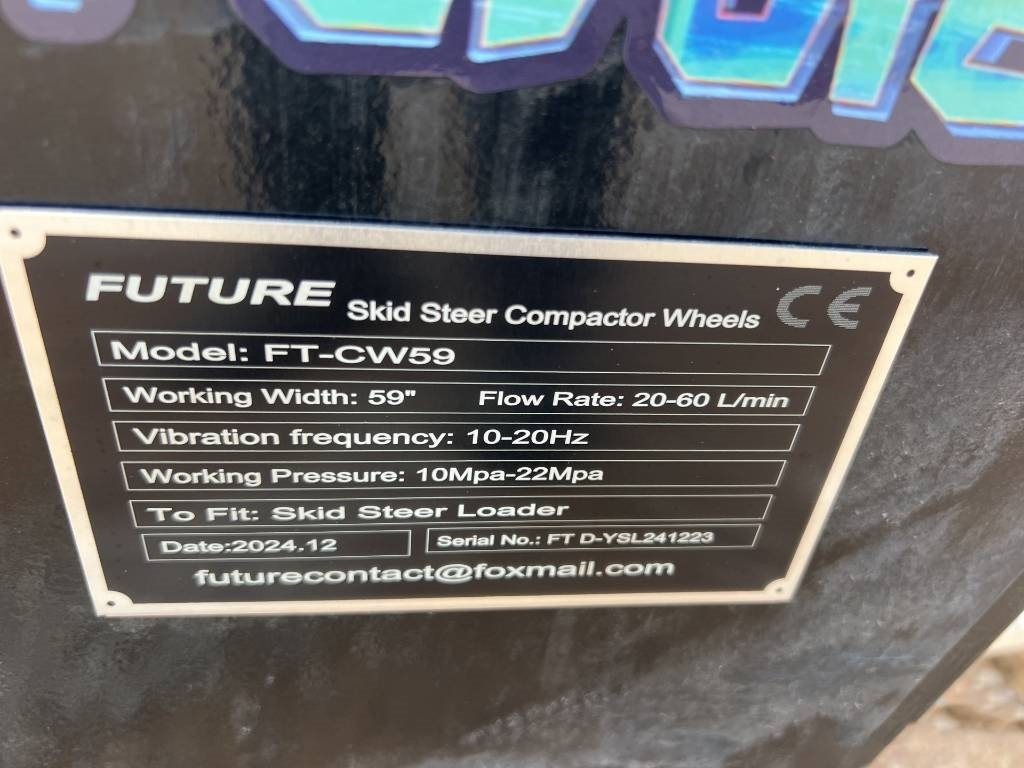 FUTURE Skid Steer Compactor Wheels CE
Model: FT-CW59
Working Width: 59" Flow Rate: 20-60 L/min
Vibration frequency: 10-20Hz
Working Pressure: 10Mpa-22Mpa
To Fit: Skid Steer Loader
Date:2024.12 Serial No.: FT D-YSL241223
futurecontact@foxmail.com